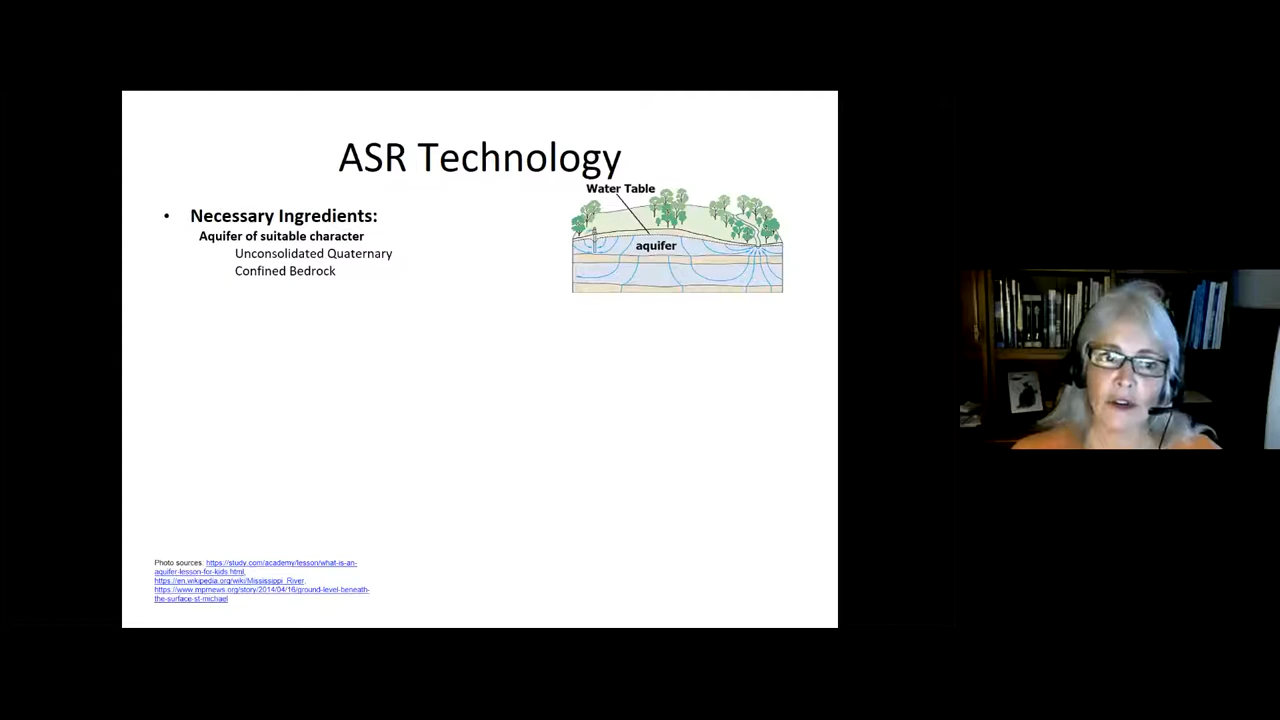 ASR Technology
Water Table
• Necessary Ingredients:
Aquifer of suitable character
aquifer
Unconsolidated Quaternary
Confined Bedrock
Photo sources: https://study.com/academy/lesson/what-is-an-
aquifer-lesson-for-kids.html,
https://en.wikipedia.org/wiki/Mississippi_River,
https://www.mprnews.org/story/2014/04/16/ground-level-beneath-
the-surface-st-michael